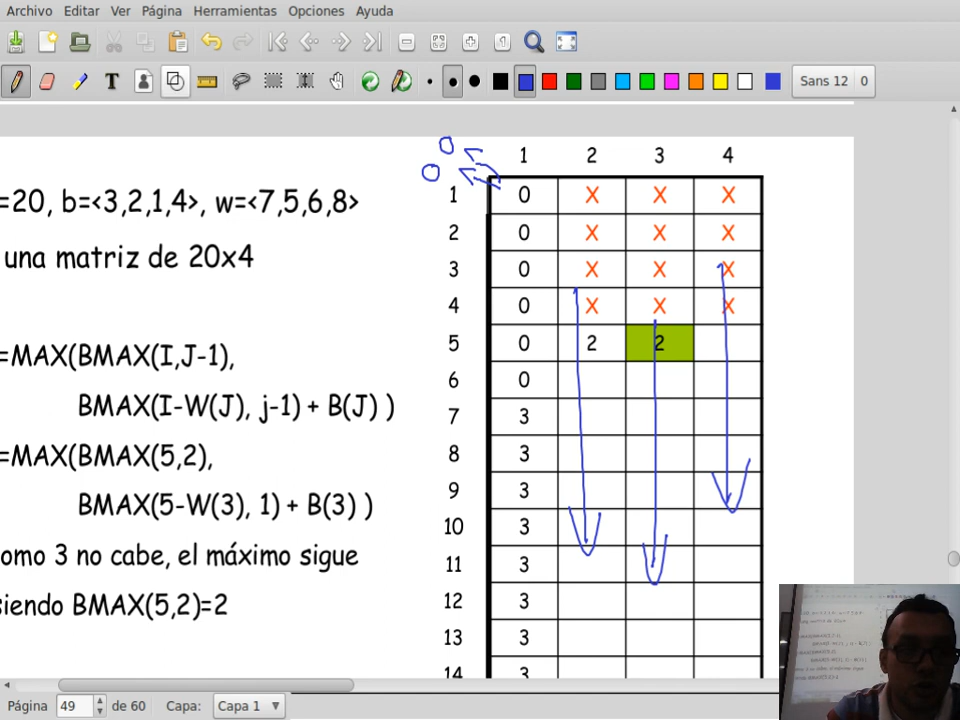 Archivo Editar Ver Página Herramientas Opciones Ayuda
T Sans 12 0
0
0
1 2 3 4
=20, b=<3,2,1,4>, w=<7,5,6,8>
una matriz de 20x4
=MAX(BMAX(I,J-1),
BMAX(I-W(J), j-1) + B(J) )
=MAX(BMAX(5,2),
BMAX(5-W(3), 1) + B(3) )
omo 3 no cabe, el máximo sigue
siendo BMAX(5,2)=2
1 0 X X X
2 0 X X X
3 0 X X X
4 0 X X X
5 0 2 2
6 0
7 3
8 3
9 3
10 3
11 3
12 3
13 3
14 3
Página 49 de 60 Capa: Capa 1